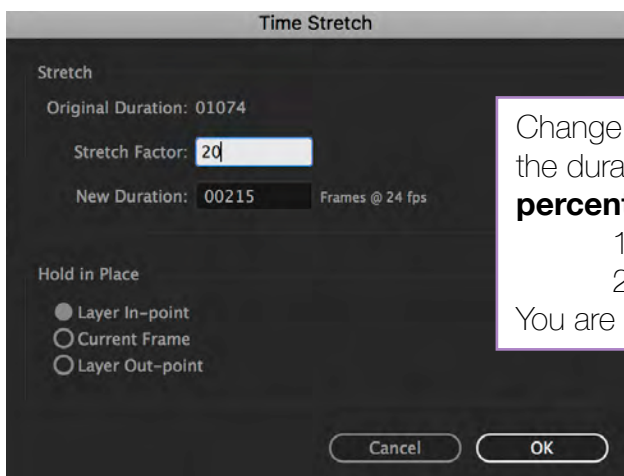 Time Stretch
Stretch
Original Duration: 01074
Stretch Factor: 20
New Duration: 00215 Frames @ 24 fps
Hold in Place
Layer In-point
Current Frame
Layer Out-point
Cancel OK
Change
the dura
percent
1
2
You are